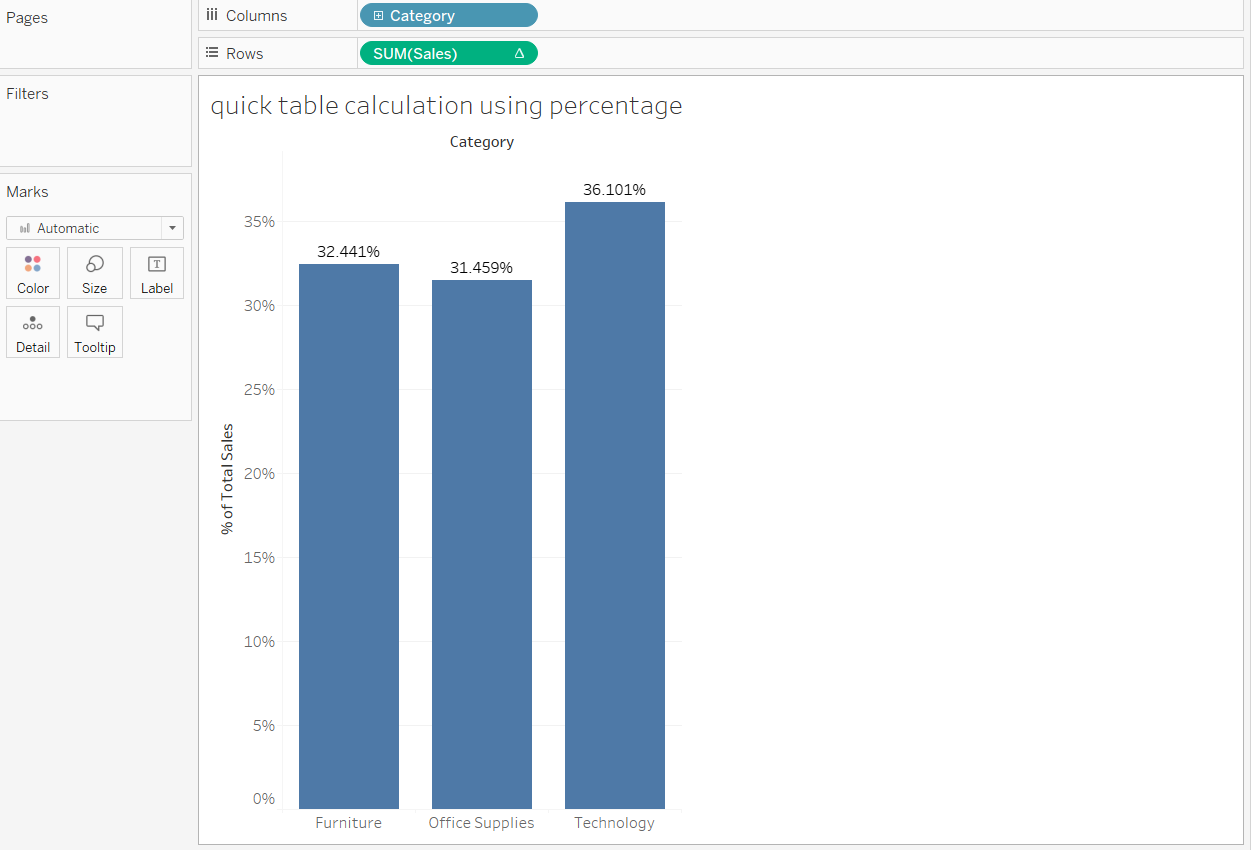 Pages
Filters
Marks
Automatic
Color
Size
Label
Detail
Tooltip
Columns
Category
Rows
SUM(Sales)
quick table calculation using percentage
Category
36.101%
32.441%
31.459%
35%
30%
25%
20%
15%
10%
5%
0%
% of Total Sales
Furniture
Office Supplies
Technology